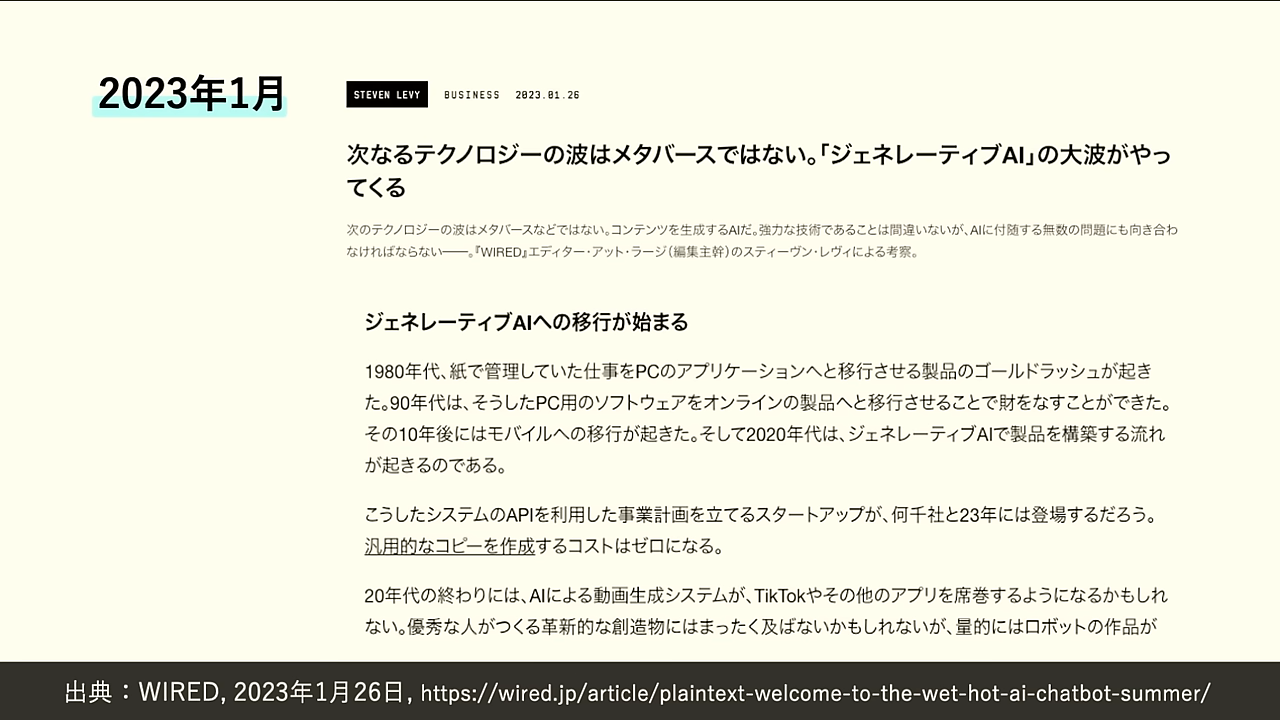 2023年1月
STEVEN LEVY BUSINESS 2023.01.26
次なるテクノロジーの波はメタバースではない。「ジェネレーティブAI」の大波がやっ
てくる
次のテクノロジーの波はメタバースなどではない。コンテンツを生成するAIだ。強力な技術であることは間違いないが、AIに付随する無数の問題にも向き合わ
なければならない──。『WIRED』エディター・アット・ラージ（編集主幹）のスティーヴン・レヴィによる考察。
ジェネレーティブAIへの移行が始まる
1980年代、紙で管理していた仕事をPCのアプリケーションへと移行させる製品のゴールドラッシュが起き
た。90年代は、そうしたPC用のソフトウェアをオンラインの製品へと移行させることで財をなすことができた。
その10年後にはモバイルへの移行が起きた。そして2020年代は、ジェネレーティブAIで製品を構築する流れ
が起きるのである。
こうしたシステムのAPIを利用した事業計画を立てるスタートアップが、何千社と23年には登場するだろう。
汎用的なコピーを作成するコストはゼロになる。
20年代の終わりには、AIによる動画生成システムが、TikTokやその他のアプリを席巻するようになるかもしれ
ない。優秀な人がつくる革新的な創造物にはまったく及ばないかもしれないが、量的にはロボットの作品が
出典：WIRED, 2023年1月26日, https://wired.jp/article/plaintext-welcome-to-the-wet-hot-ai-chatbot-summer/